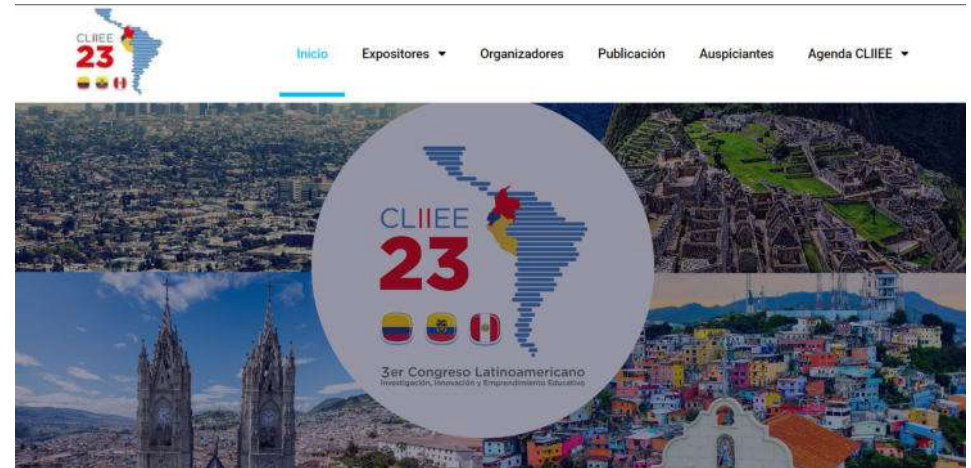 CLIIEE
23
Inicio
Expositores
Organizadores
Publicación
Auspiciantes
Agenda CLIIEE
CLIIEE
23
3er Congreso Latinoamericano
Investigación, Innovación y Emprendimiento Educativo